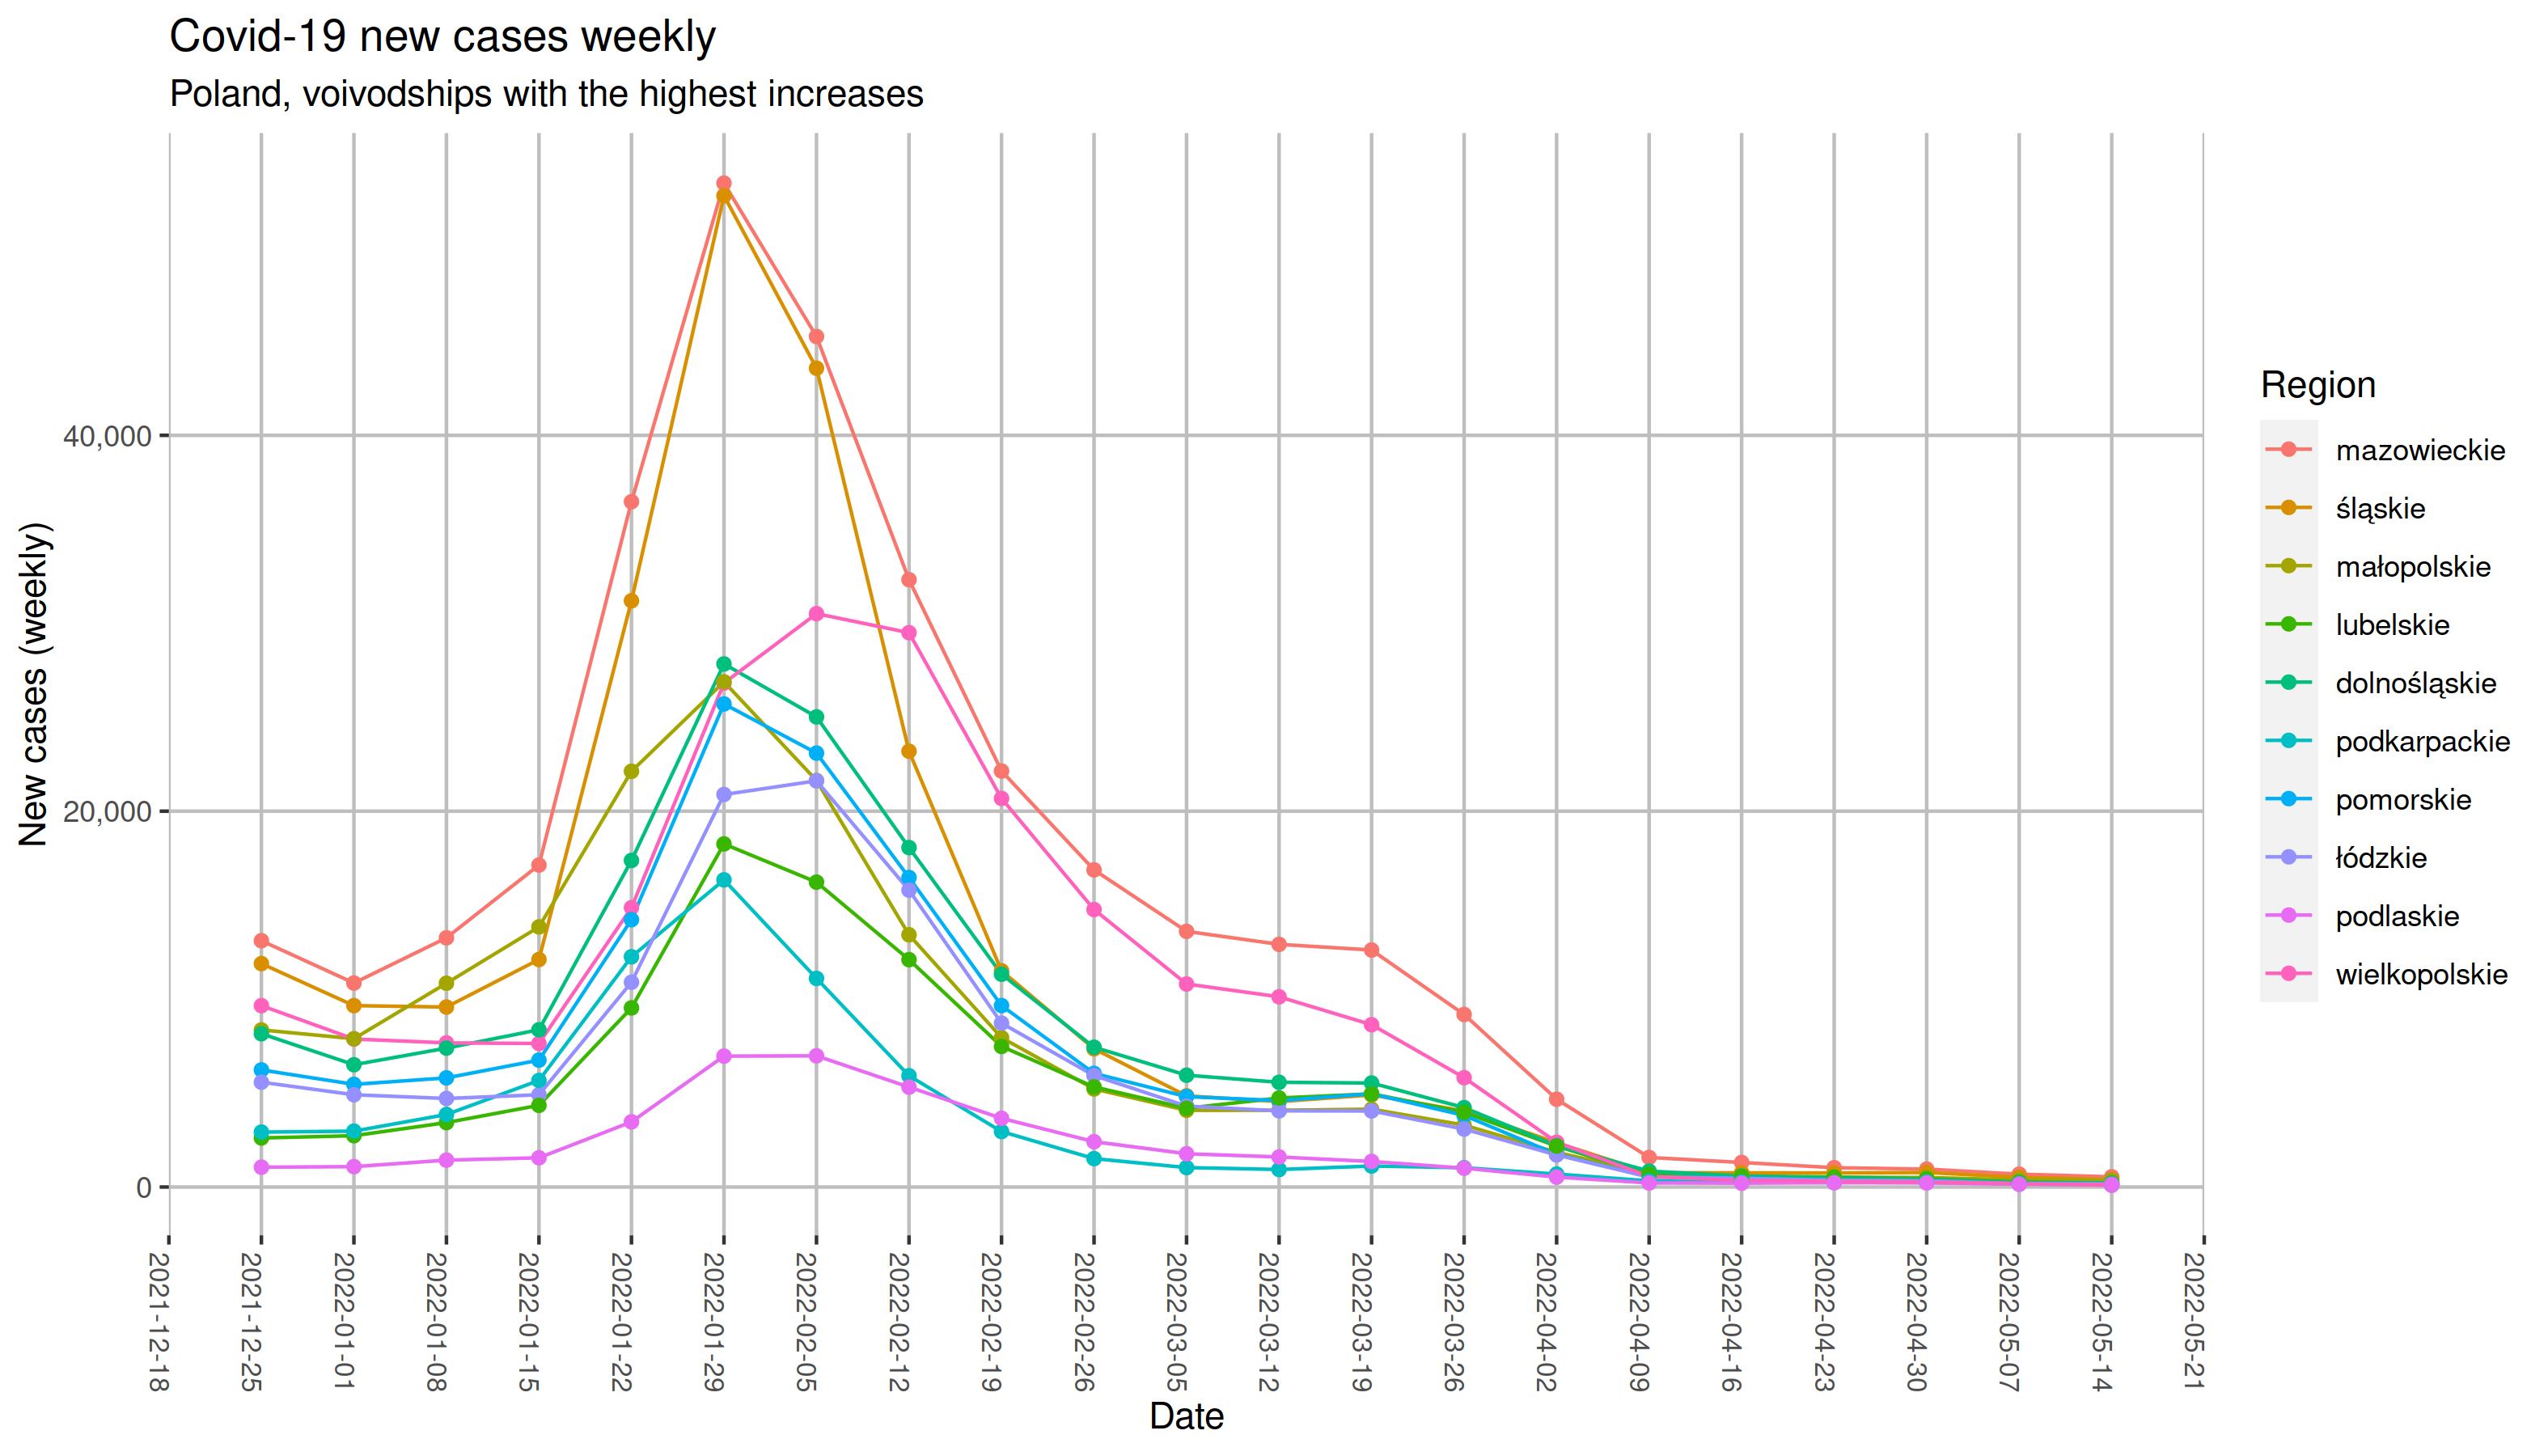 Covid-19 new cases weekly
Poland, voivodships with the highest increases
New cases (weekly)
40,000
20,000
0
2021-12-18
2021-12-25
2022-01-01
2022-01-08
2022-01-15
2022-01-22
2022-01-29
2022-02-05
2022-02-12
2022-02-19
2022-02-26
2022-03-05
2022-03-12
2022-03-19
2022-03-26
2022-04-02
2022-04-09
2022-04-16
2022-04-23
2022-04-30
2022-05-07
2022-05-14
2022-05-21
Date
Region
mazowieckie
śląskie
małopolskie
lubelskie
dolnośląskie
podkarpackie
pomorskie
łódzkie
podlaskie
wielkopolskie